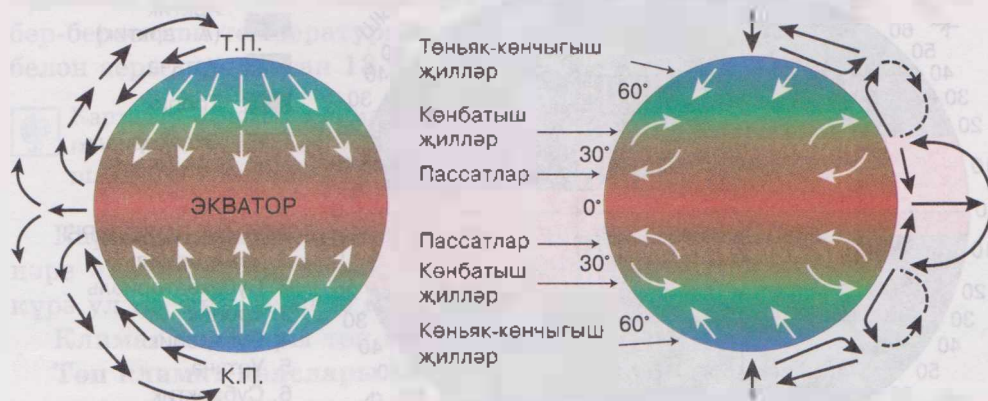 Т.П.
ЭКВАТОР
К.П.
Төньяк-көнчыгыш
җилләр
60°
Көнбатыш
җилләр
30°
Пассатлар
0°
Пассатлар
30°
Көнбатыш
җилләр
60°
Көньяк-көнчыгыш
җилләр